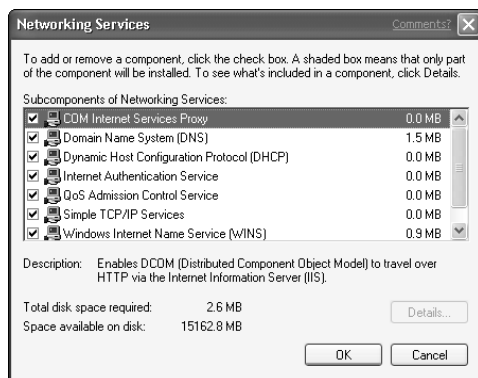 Networking Services
Comments?
To add or remove a component, click the check box. A shaded box means that only part
of the component will be installed. To see what's included in a component, click Details.
Subcomponents of Networking Services:
COM Internet Services Proxy 0.0 MB
Domain Name System (DNS) 1.5 MB
Dynamic Host Configuration Protocol (DHCP) 0.0 MB
Internet Authentication Service 0.0 MB
QoS Admission Control Service 0.0 MB
Simple TCP/IP Services 0.0 MB
Windows Internet Name Service (WINS) 0.9 MB
Description: Enables DCOM (Distributed Component Object Model) to travel over
HTTP via the Internet Information Server (IIS).
Total disk space required: 2.6 MB
Space available on disk: 15162.8 MB
Details...
OK
Cancel